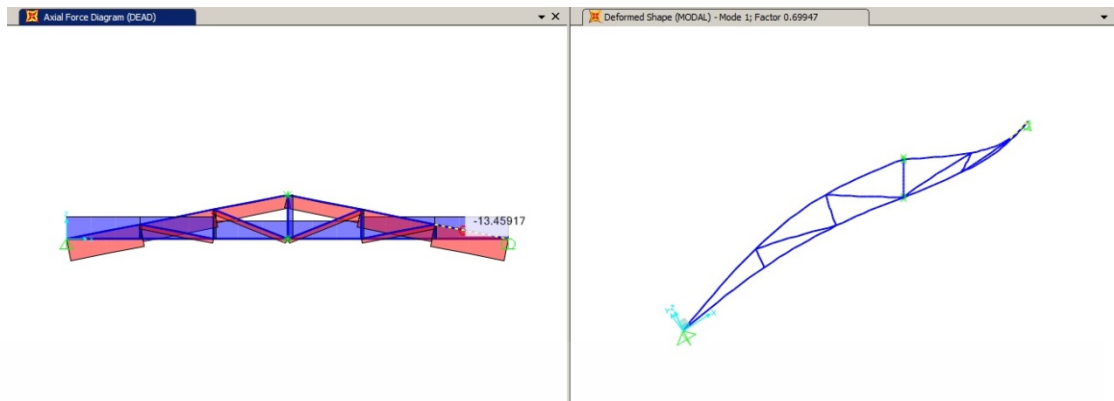 Axial Force Diagram (DEAD)
Deformed Shape (MODAL) - Mode 1; Factor 0.69947
-13.45917
Z
Y
X